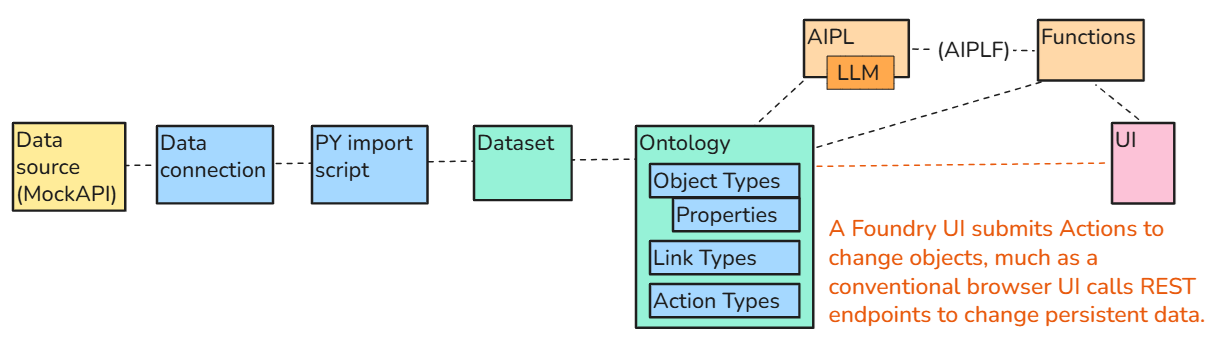 AIPL
LLM
(AIPLF)
Functions
Data
source
(MockAPI)
Data
connection
PY import
script
Dataset
Ontology
Object Types
Properties
Link Types
Action Types
UI
A Foundry UI submits Actions to
change objects, much as a
conventional browser UI calls REST
endpoints to change persistent data.